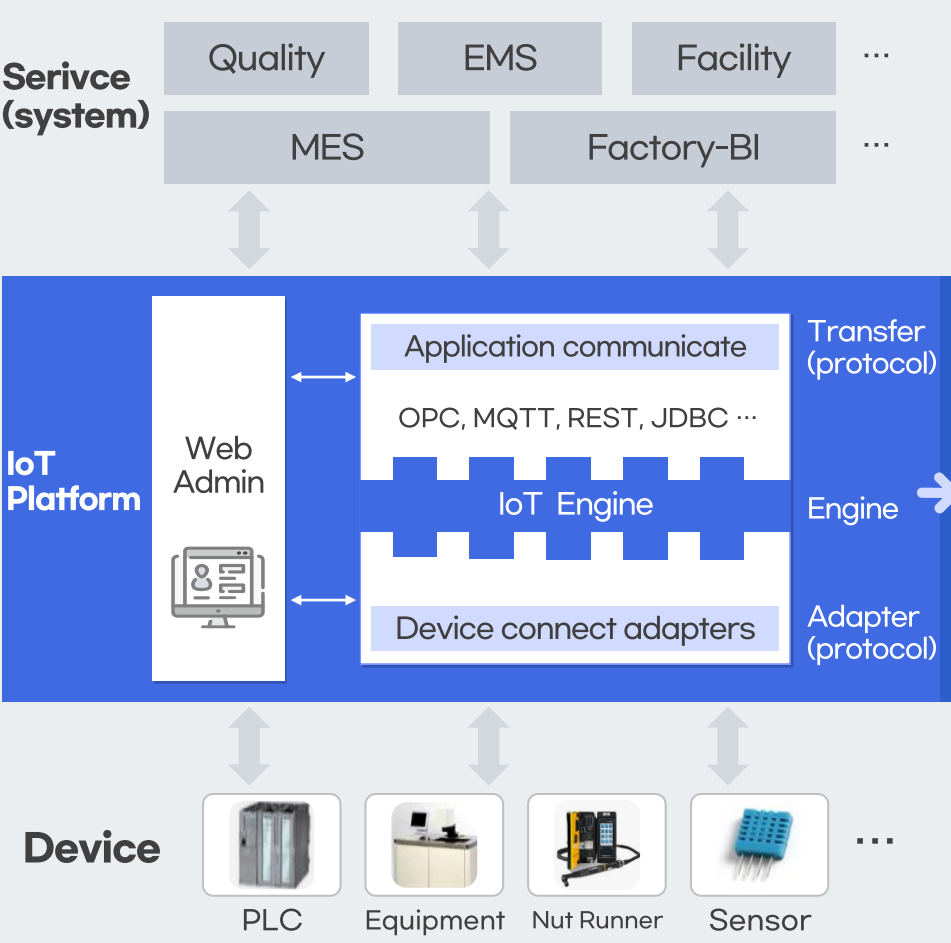 Quality
EMS
Facility
...
Serivce
(system)
MES
Factory-BI
...
IoT
Platform
Web
Admin
Application communicate
OPC, MQTT, REST, JDBC ...
IoT Engine
Device connect adapters
Transfer
(protocol)
Engine
Adapter
(protocol)
Device
...
PLC
Equipment
Nut Runner
Sensor